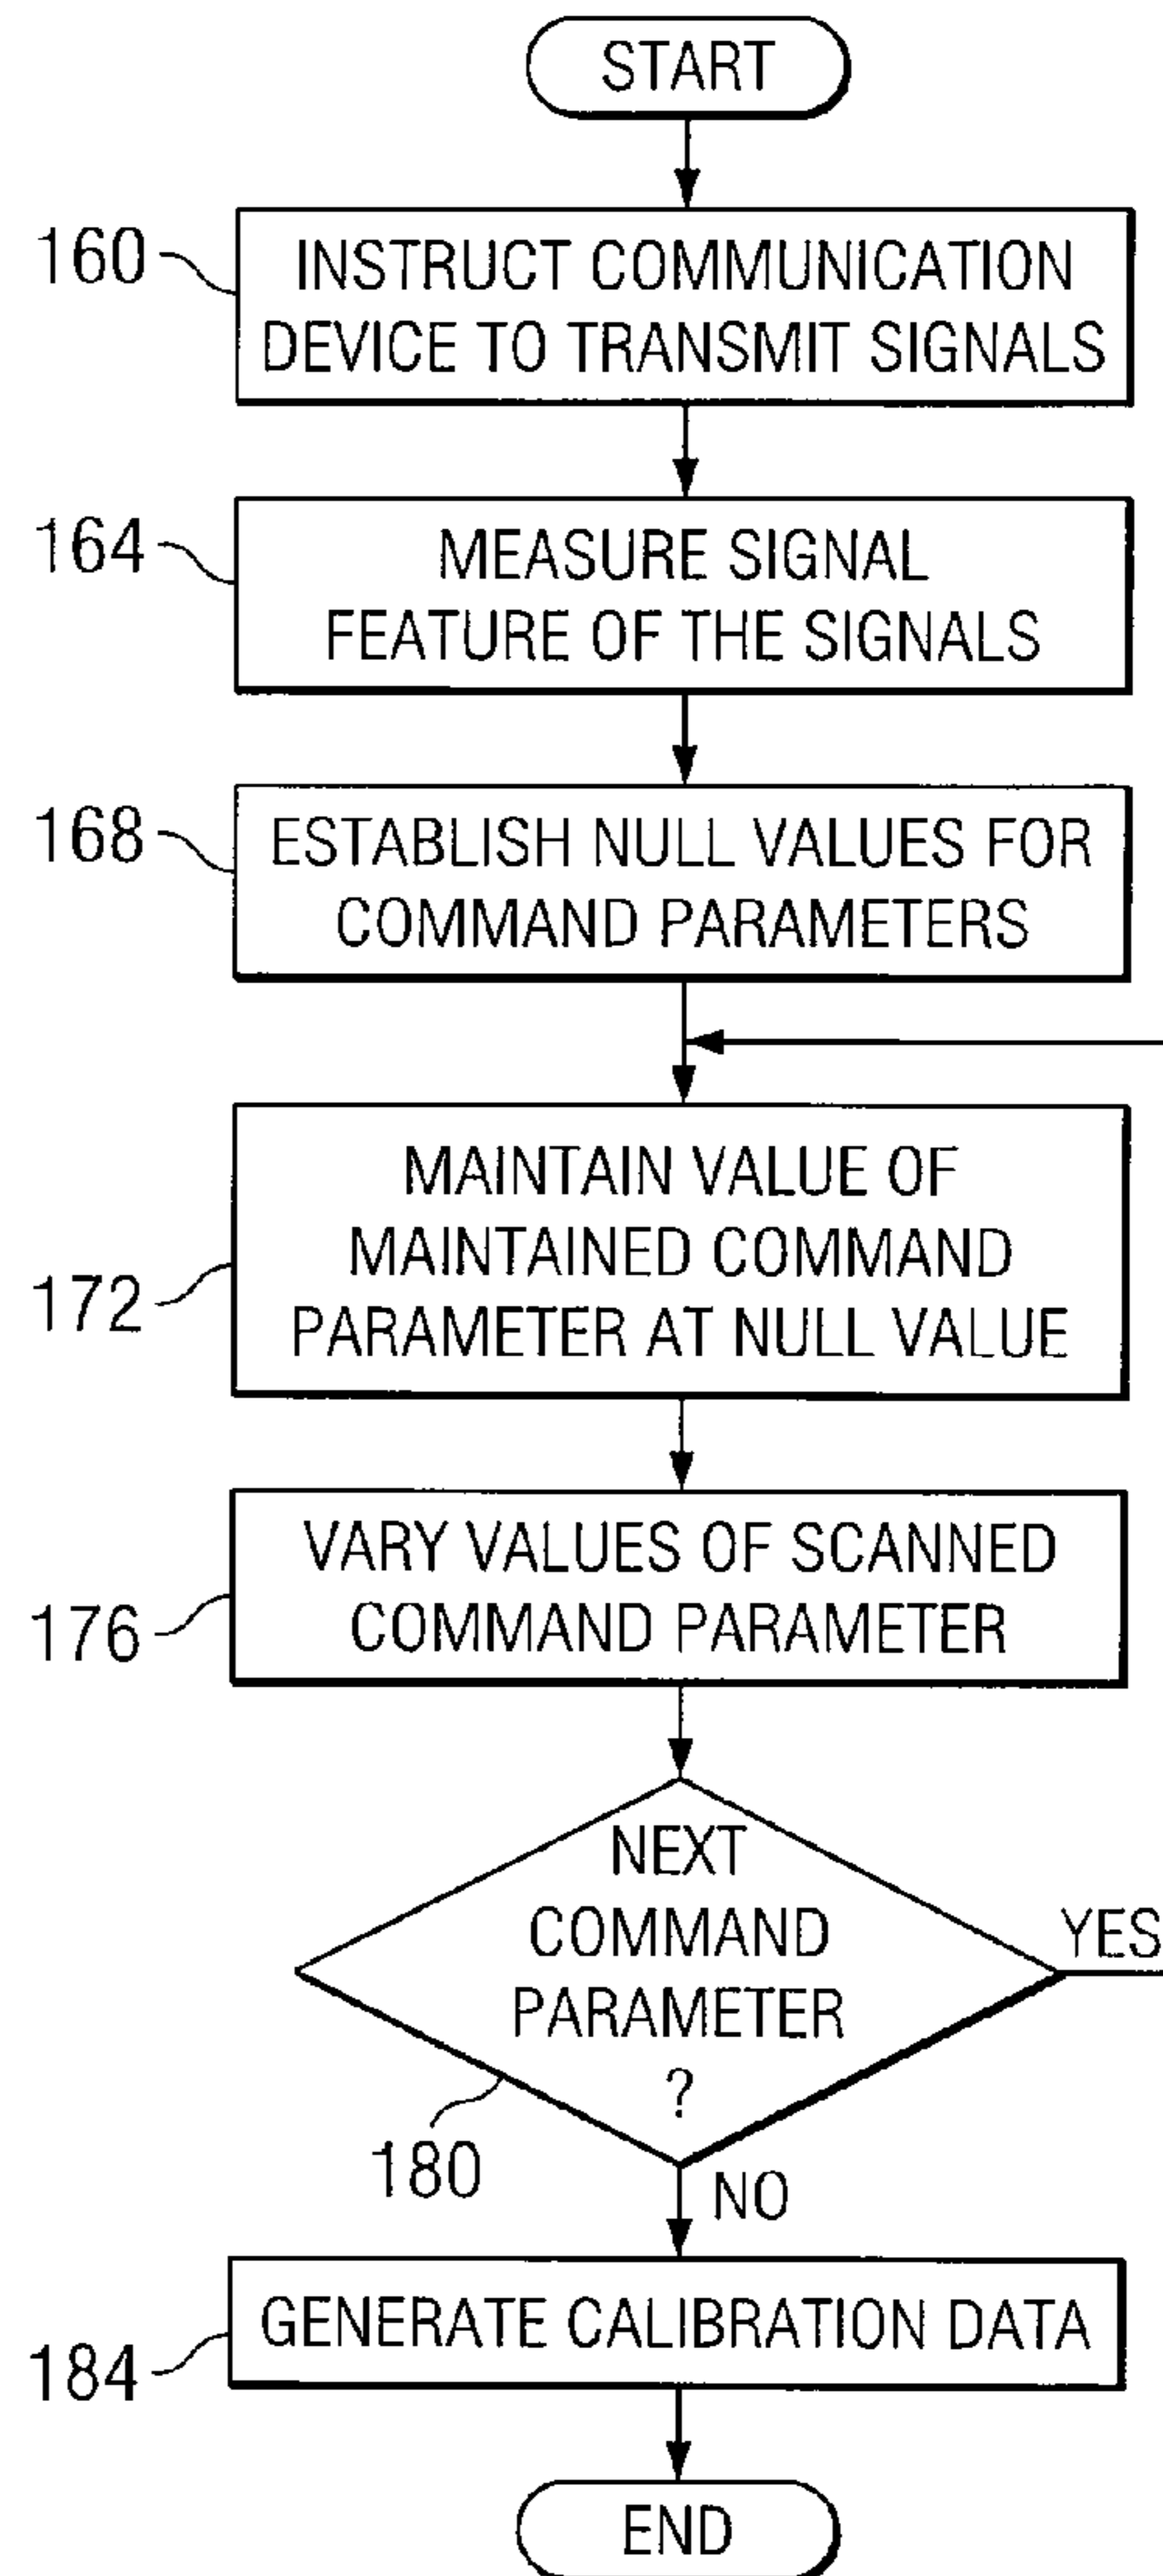 START
160
INSTRUCT COMMUNICATION
DEVICE TO TRANSMIT SIGNALS
164
MEASURE SIGNAL
FEATURE OF THE SIGNALS
168
ESTABLISH NULL VALUES FOR
COMMAND PARAMETERS
172
MAINTAIN VALUE OF
MAINTAINED COMMAND
PARAMETER AT NULL VALUE
176
VARY VALUES OF SCANNED
COMMAND PARAMETER
NEXT
COMMAND
PARAMETER
?
YES
180
NO
184
GENERATE CALIBRATION DATA
END